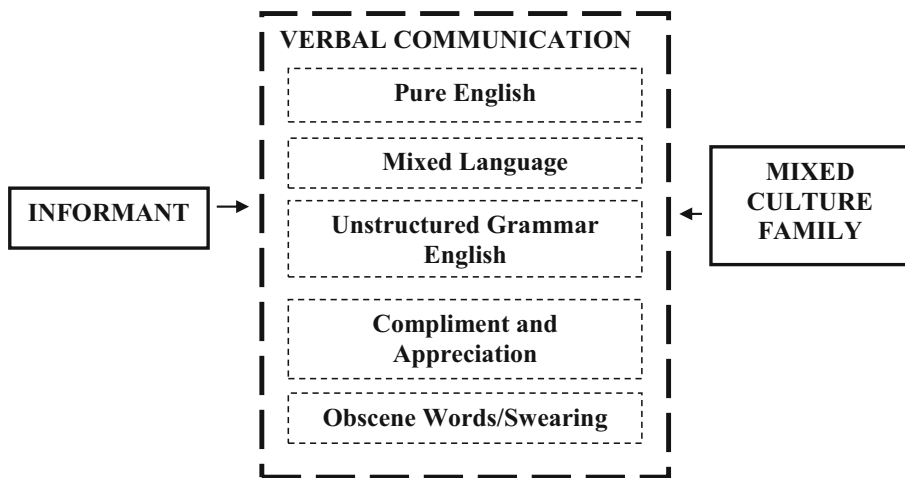 VERBAL COMMUNICATION
Pure English
Mixed Language
Unstructured Grammar
English
Compliment and
Appreciation
Obscene Words/Swearing
INFORMANT
MIXED
CULTURE
FAMILY